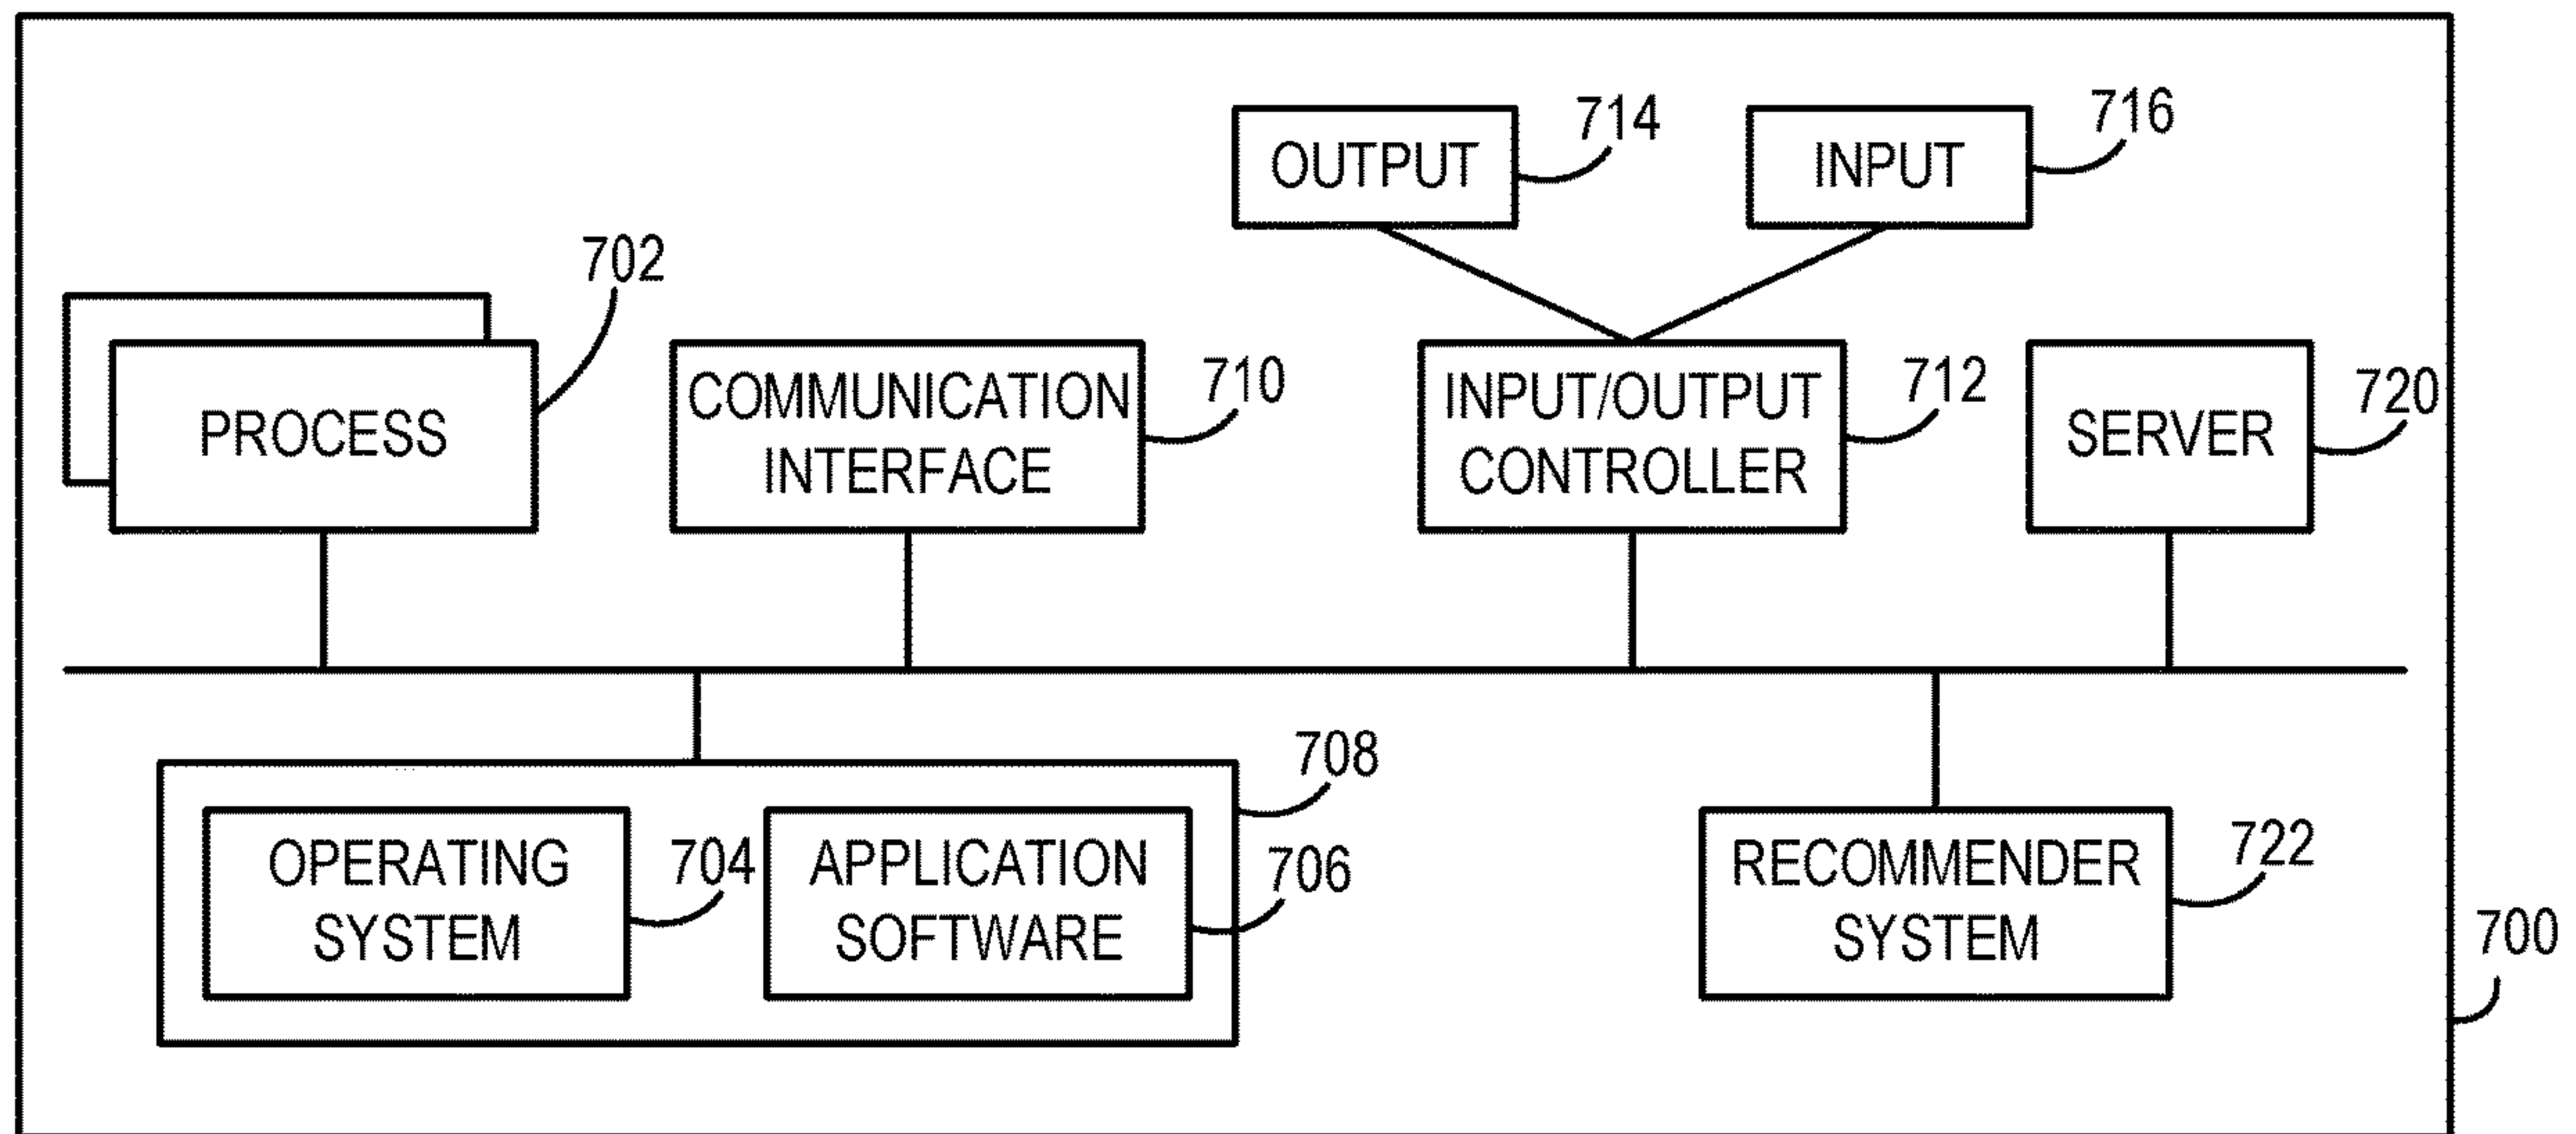 OUTPUT
714
INPUT
716
702
PROCESS
COMMUNICATION
INTERFACE
710
INPUT/OUTPUT
CONTROLLER
712
SERVER
720
708
OPERATING
SYSTEM
704
APPLICATION
SOFTWARE
706
RECOMMENDER
SYSTEM
722
700